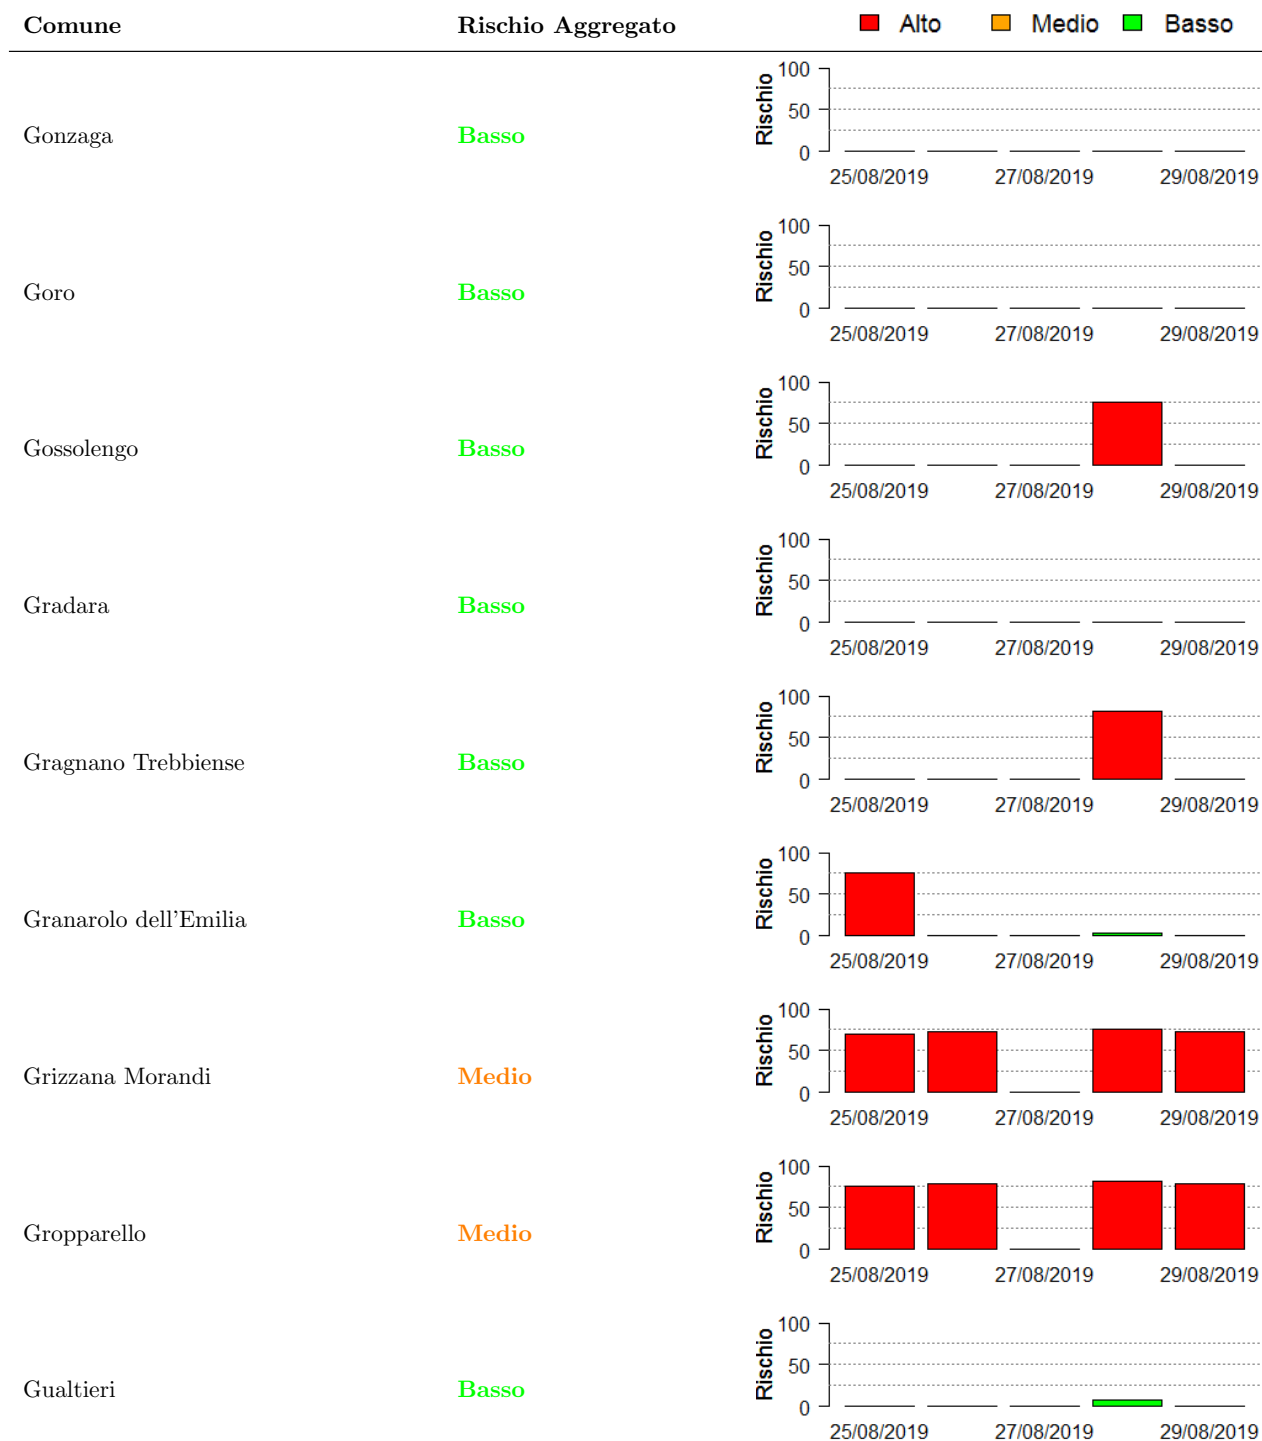 Comune Rischio Aggregato Alto Medio Basso
100
50
0
Rischio
Gonzaga Basso
25/08/2019 27/08/2019 29/08/2019
100
50
0
Rischio
Goro Basso
25/08/2019 27/08/2019 29/08/2019
100
50
0
Rischio
Gossolengo Basso
25/08/2019 27/08/2019 29/08/2019
100
50
0
Rischio
Gradara Basso
25/08/2019 27/08/2019 29/08/2019
100
50
0
Rischio
Gragnano Trebbiense Basso
25/08/2019 27/08/2019 29/08/2019
100
50
0
Rischio
Granarolo dell'Emilia Basso
25/08/2019 27/08/2019 29/08/2019
100
50
0
Rischio
Grizzana Morandi Medio
25/08/2019 27/08/2019 29/08/2019
100
50
0
Rischio
Gropparello Medio
25/08/2019 27/08/2019 29/08/2019
100
50
0
Rischio
Gualtieri Basso
25/08/2019 27/08/2019 29/08/2019